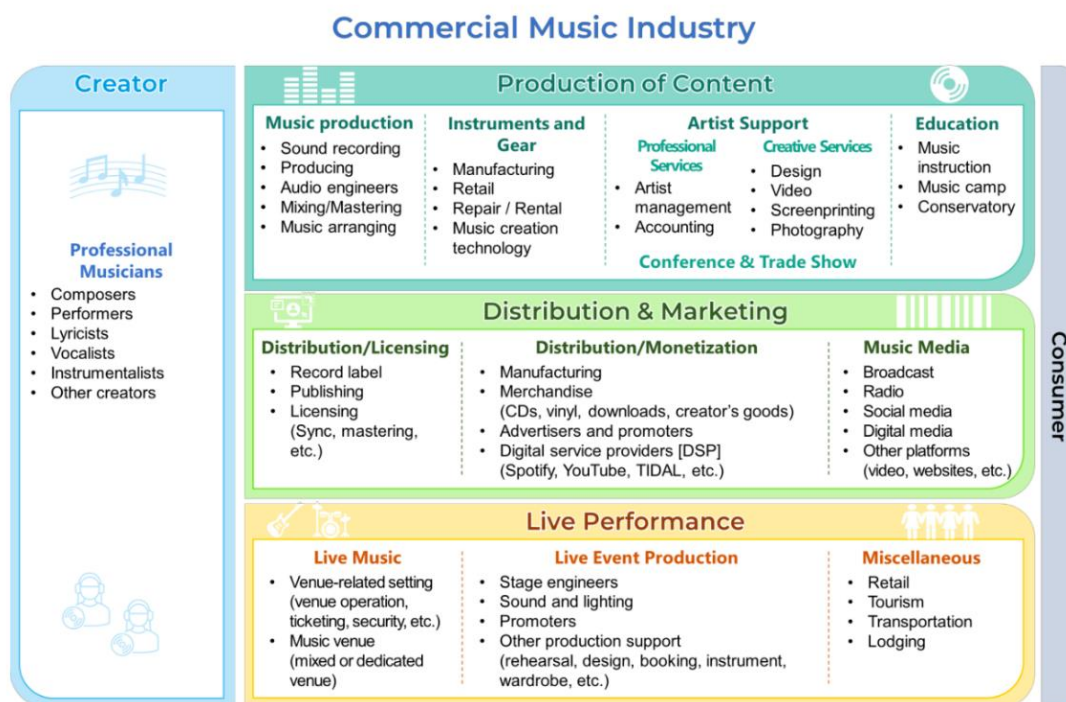 Commercial Music Industry
Creator
Professional
Musicians
• Composers
• Performers
• Lyricists
• Vocalists
• Instrumentalists
• Other creators
Production of Content
Music production
• Sound recording
• Producing
• Audio engineers
• Mixing/Mastering
• Music arranging
Instruments and
Gear
• Manufacturing
• Retail
• Repair / Rental
• Music creation
technology
Artist Support
Professional
Services
• Artist
management
• Accounting
Creative Services
• Design
• Video
• Screenprinting
• Photography
Conference & Trade Show
Education
• Music
instruction
• Music camp
• Conservatory
Distribution & Marketing
Distribution/Licensing
• Record label
• Publishing
• Licensing
(Sync, mastering,
etc.)
Distribution/Monetization
• Manufacturing
• Merchandise
(CDs, vinyl, downloads, creator's goods)
• Advertisers and promoters
• Digital service providers [DSP]
(Spotify, YouTube, TIDAL, etc.)
Music Media
• Broadcast
• Radio
• Social media
• Digital media
• Other platforms
(video, websites, etc.)
Live Performance
Live Music
• Venue-related setting
(venue operation,
ticketing, security, etc.)
• Music venue
(mixed or dedicated
venue)
Live Event Production
• Stage engineers
• Sound and lighting
• Promoters
• Other production support
(rehearsal, design, booking, instrument,
wardrobe, etc.)
Miscellaneous
• Retail
• Tourism
• Transportation
• Lodging
Consumer